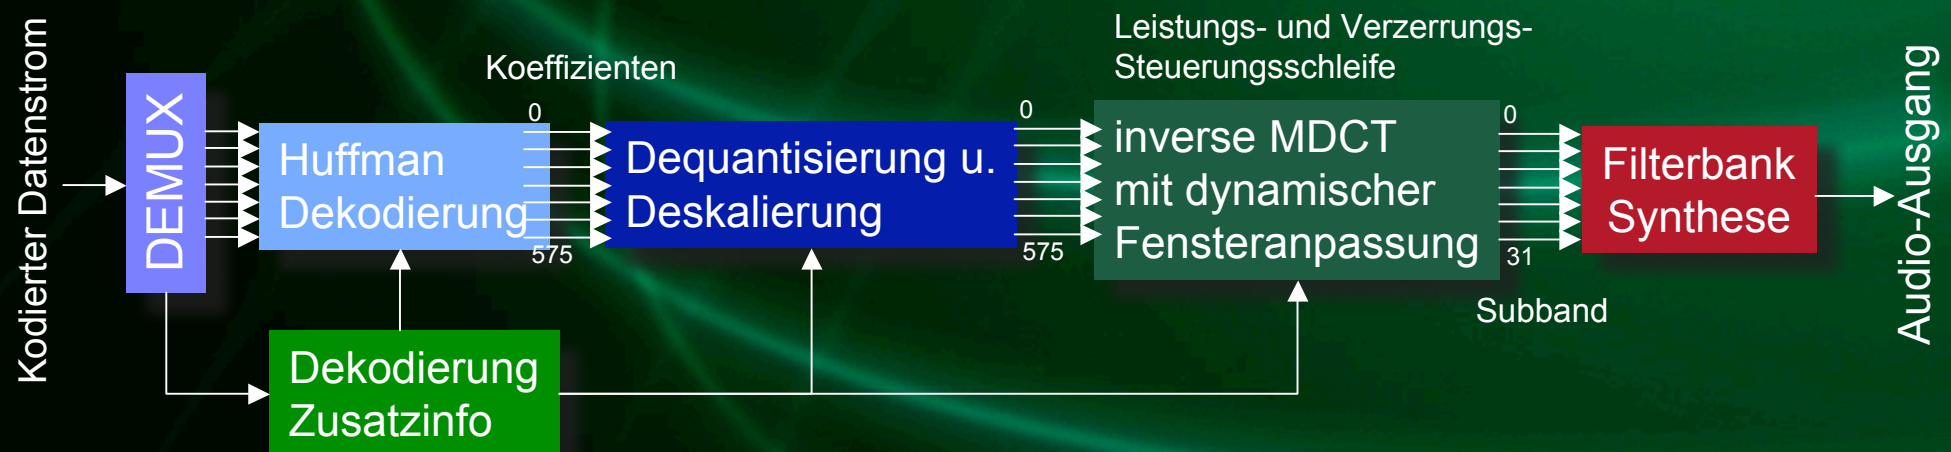 Kodierter Datenstrom
DEMUX
Huffman
Dekodierung
Koeffizienten
0
575
Dequantisierung u.
Deskalierung
0
575
Leistungs- und Verzerrungs-
Steuerungsschleife
inverse MDCT
mit dynamischer
Fensteranpassung
0
31
Subband
Filterbank
Synthese
Audio-Ausgang
Dekodierung
Zusatzinfo